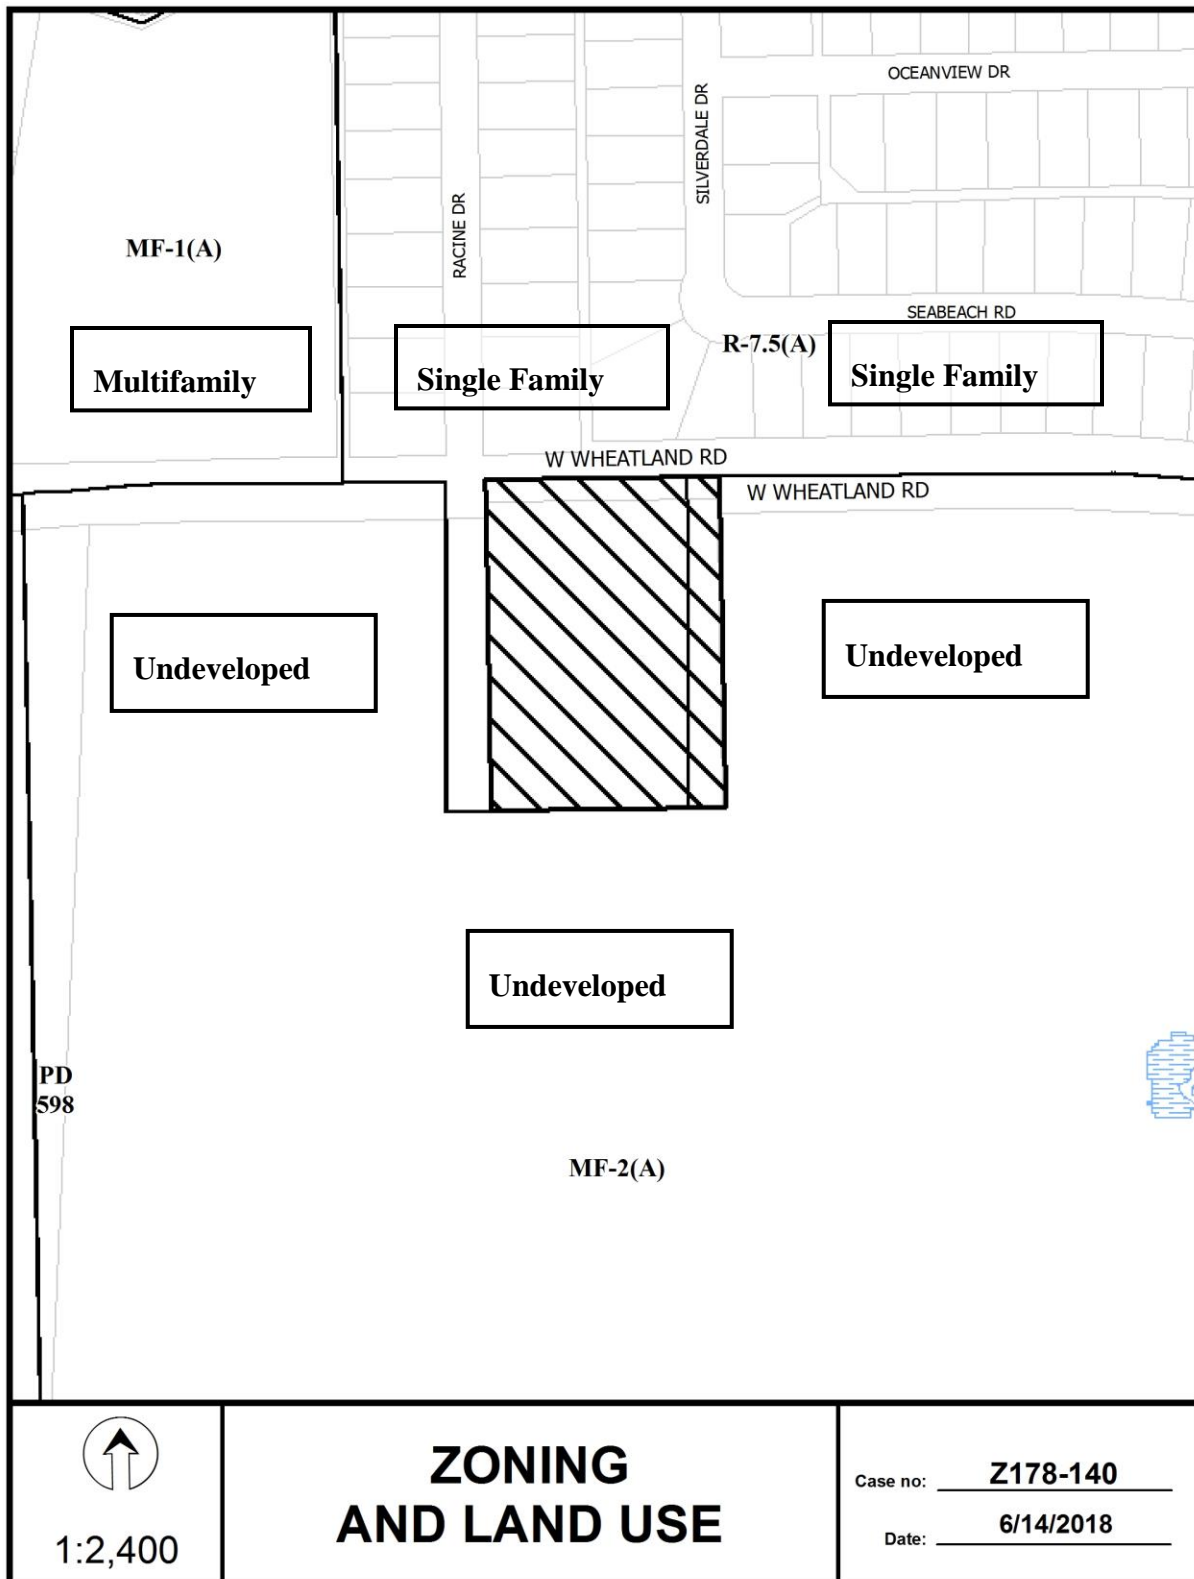 OCEANVIEW DR
SILVERDALE DR
RACINE DR
MF-1(A)
SEABEACH RD
R-7.5(A)
Multifamily
Single Family
Single Family
W WHEATLAND RD
W WHEATLAND RD
Undeveloped
Undeveloped
Undeveloped
PD
598
MF-2(A)
1:2,400
ZONING
AND LAND USE
Case no: Z178-140
Date: 6/14/2018